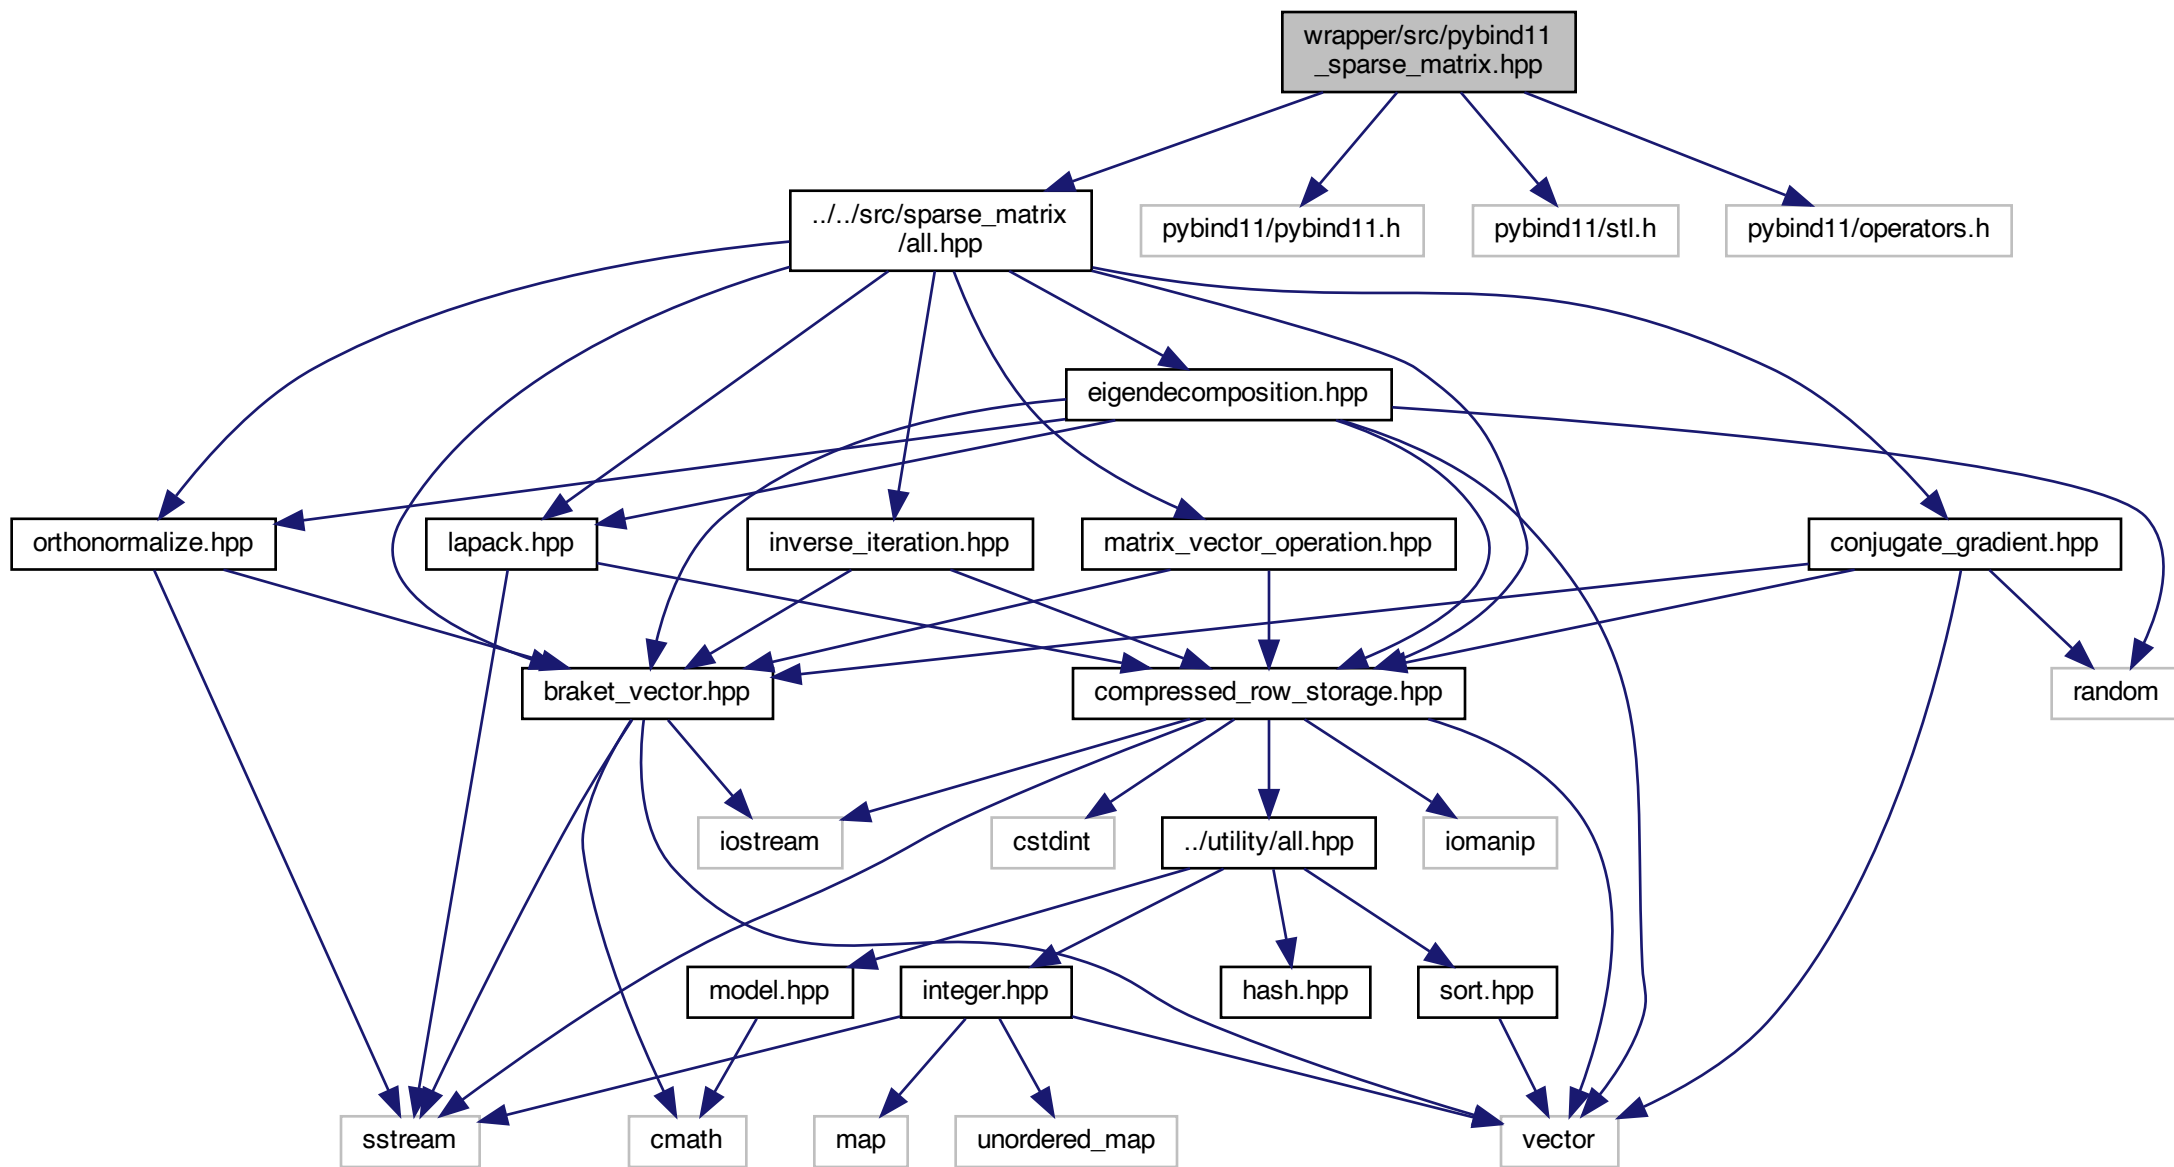 wrapper/src/pybind11
_sparse_matrix.hpp
../../src/sparse_matrix
/all.hpp
pybind11/pybind11.h
pybind11/stl.h
pybind11/operators.h
eigendecomposition.hpp
orthonormalize.hpp
lapack.hpp
inverse_iteration.hpp
matrix_vector_operation.hpp
conjugate_gradient.hpp
braket_vector.hpp
compressed_row_storage.hpp
random
iostream
cstdint
../utility/all.hpp
iomanip
model.hpp
integer.hpp
hash.hpp
sort.hpp
sstream
cmath
map
unordered_map
vector